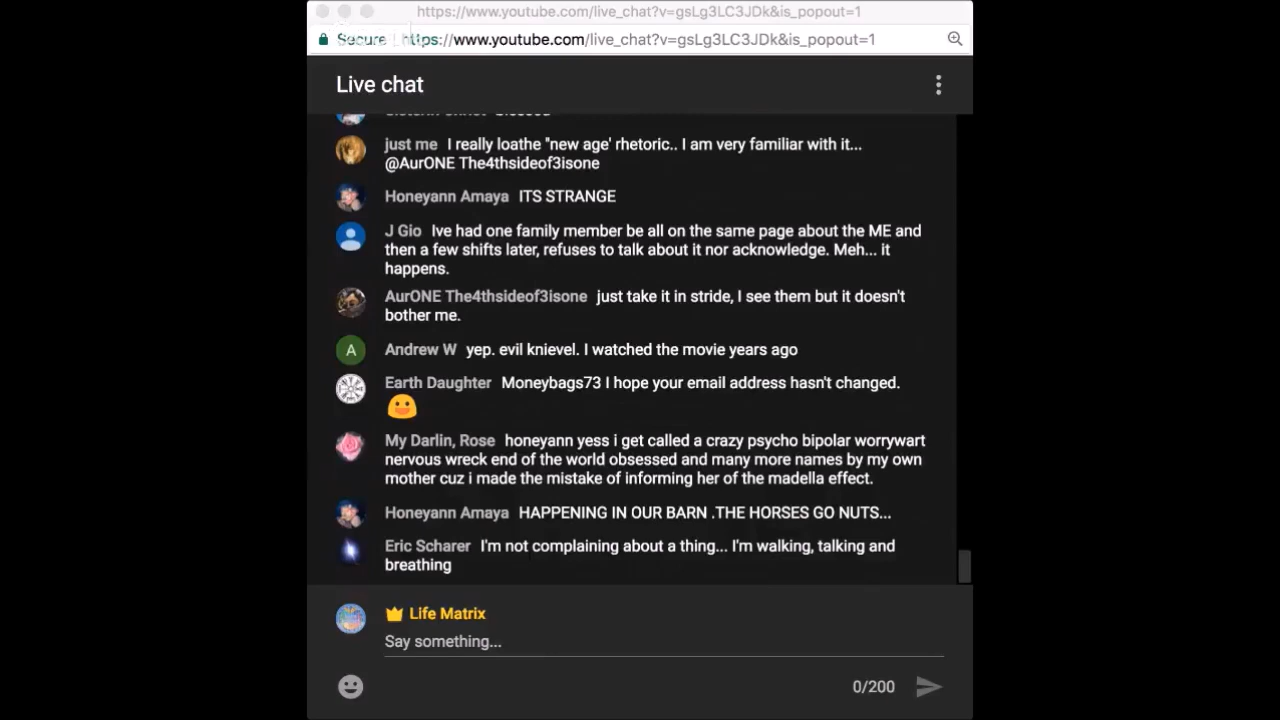 https://www.youtube.com/live_chat?v=gsLg3LC3JDk&is_popout=1
Secure https://www.youtube.com/live_chat?v=gsLg3LC3JDk&is_popout=1
Live chat
just me I really loathe "new age' rhetoric.. I am very familiar with it...
@AurONE The4thsideof3isone
Honeyann Amaya ITS STRANGE
J Gio Ive had one family member be all on the same page about the ME and
then a few shifts later, refuses to talk about it nor acknowledge. Meh... it
happens.
AurONE The4thsideof3isone just take it in stride, I see them but it doesn't
bother me.
A
Andrew W yep. evil knievel. I watched the movie years ago
Earth Daughter Moneybags73 I hope your email address hasn't changed.
My Darlin, Rose honeyann yess i get called a crazy psycho bipolar worrywart
nervous wreck end of the world obsessed and many more names by my own
mother cuz i made the mistake of informing her of the madella effect.
Honeyann Amaya HAPPENING IN OUR BARN .THE HORSES GO NUTS...
Eric Scharer I'm not complaining about a thing... I'm walking, talking and
breathing
Life Matrix
Say something...
0/200